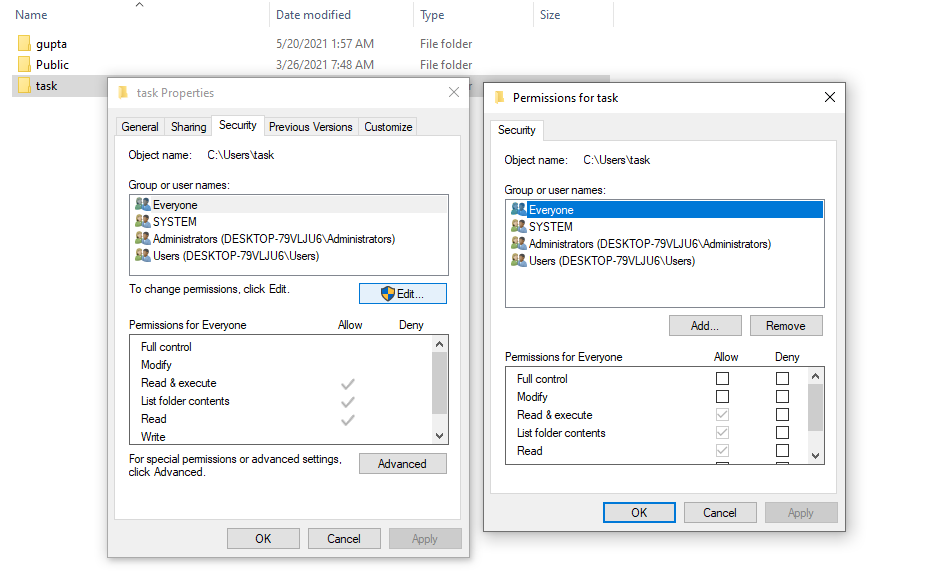 Name Date modified Type Size
gupta 5/20/2021 1:57 AM File folder
Public 3/26/2021 7:48 AM File folder
task
task Properties
General Sharing Security Previous Versions Customize
Object name: C:\Users\task
Group or user names:
Everyone
SYSTEM
Administrators (DESKTOP-79VLJU6\Administrators)
Users (DESKTOP-79VLJU6\Users)
To change permissions, click Edit.
Edit...
Permissions for Everyone Allow Deny
Full control
Modify
Read & execute
List folder contents
Read
Write
For special permissions or advanced settings,
click Advanced.
Advanced
OK Cancel Apply
Permissions for task
Security
Object name: C:\Users\task
Group or user names:
Everyone
SYSTEM
Administrators (DESKTOP-79VLJU6\Administrators)
Users (DESKTOP-79VLJU6\Users)
Add... Remove
Permissions for Everyone Allow Deny
Full control
Modify
Read & execute
List folder contents
Read
OK Cancel Apply